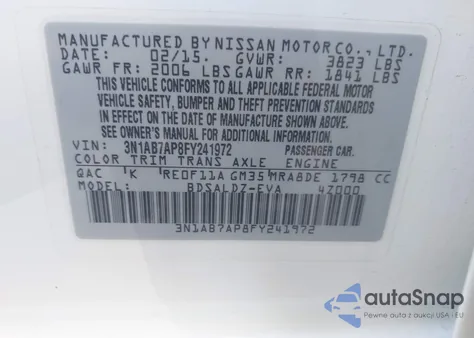 MANUFACTURED BY NISSAN MOTOR CO., LTD.
DATE: 02/15. GVWR: 3823 LBS
GAWR FR: 2006 LBS GAWR RR: 1841 LBS
THIS VEHICLE CONFORMS TO ALL APPLICABLE FEDERAL MOTOR
VEHICLE SAFETY, BUMPER AND THEFT PREVENTION STANDARDS
IN EFFECT ON THE DATE OF MANUFACTURE SHOWN ABOVE.
SEE OWNER'S MANUAL FOR ADDITIONAL INFORMATION.
VIN: 3N1AB7AP8FY241972 PASSENGER CAR.
COLOR TRIM TRANS AXLE ENGINE
QAC K RE0F11A GM35 MRA8DE 1798 CC
MODEL: BDSALDZ-EVA 4Z000
3N1AB7AP8FY241972
autoSnap
Pewne auta z aukcji USA i EU